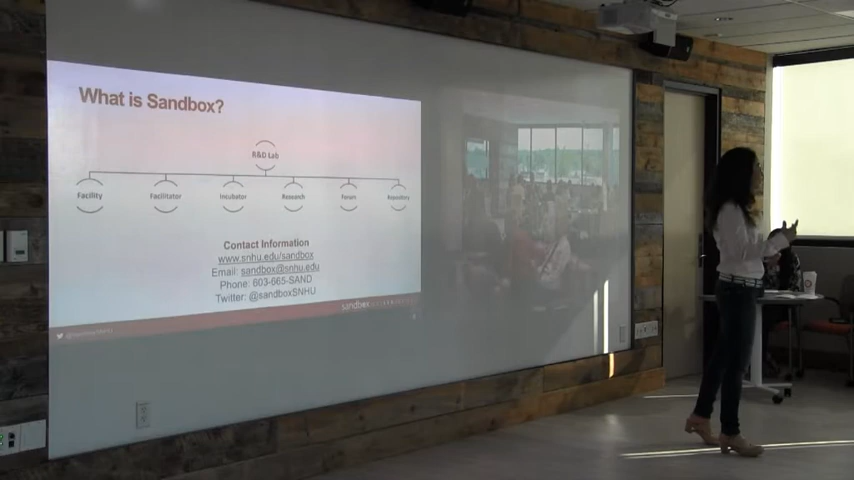 What is Sandbox?
R&D Lab
Facility
Facilitator
Incubator
Research
Forum
Repository
Contact Information
www.snhu.edu/sandbox
Email: sandbox@snhu.edu
Phone: 603-665-SAND
Twitter: @sandboxSNHU
sandbox